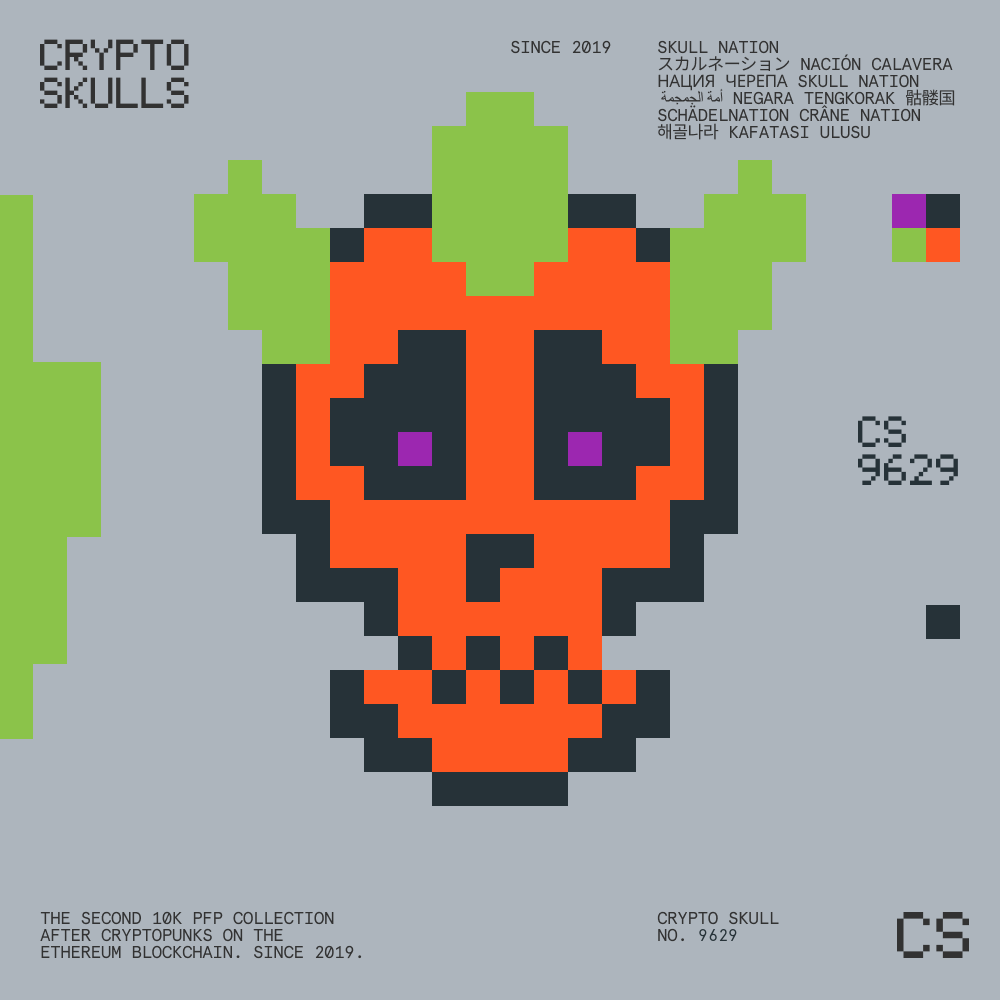 CRYPTO
SKULLS
SINCE 2019
SKULL NATION
スカルネーション NACIÓN CALAVERA
НАЦИЯ ЧЕРЕПА SKULL NATION
أمة الجمجمة NEGARA TENGKORAK 骷髅国
SCHÄDELNATION CRÂNE NATION
해골나라 KAFATASI ULUSU
CS
9629
THE SECOND 10K PFP COLLECTION
AFTER CRYPTOPUNKS ON THE
ETHEREUM BLOCKCHAIN. SINCE 2019.
CRYPTO SKULL
NO. 9629
CS